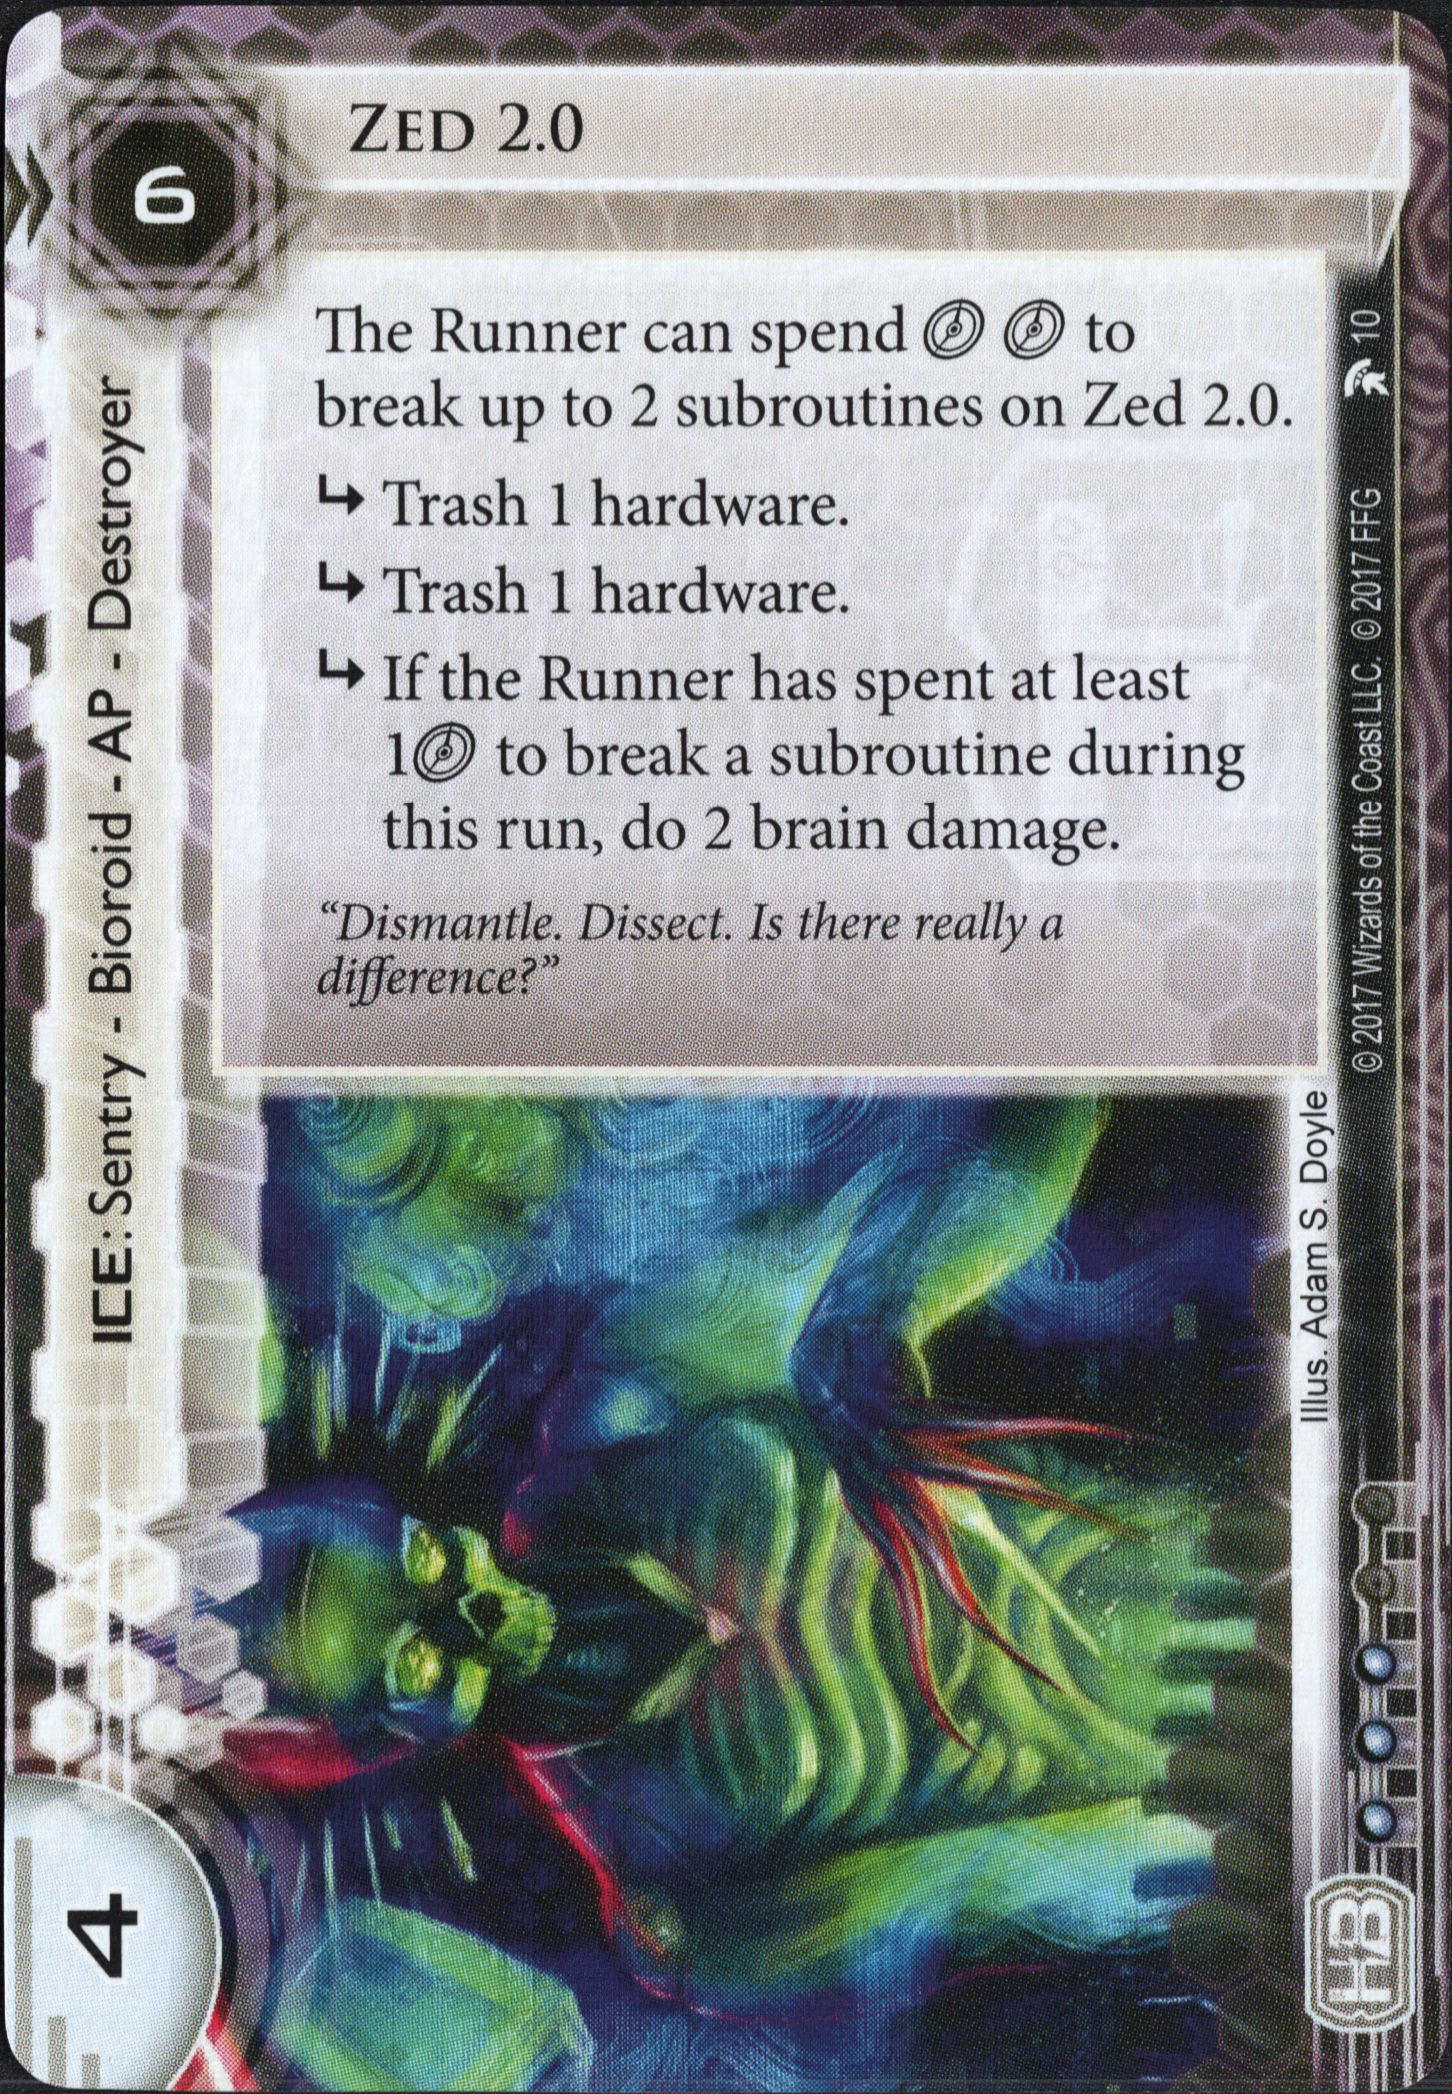 ZED 2.0
6
The Runner can spend to
break up to 2 subroutines on Zed 2.0.
Trash 1 hardware.
Trash 1 hardware.
If the Runner has spent at least
1 to break a subroutine during
this run, do 2 brain damage.
“Dismantle. Dissect. Is there really a
difference?”
ICE: Sentry - Bioroid - AP - Destroyer
4
Illus. Adam S. Doyle
© 2017 Wizards of the Coast LLC. © 2017 FFG 10
HB